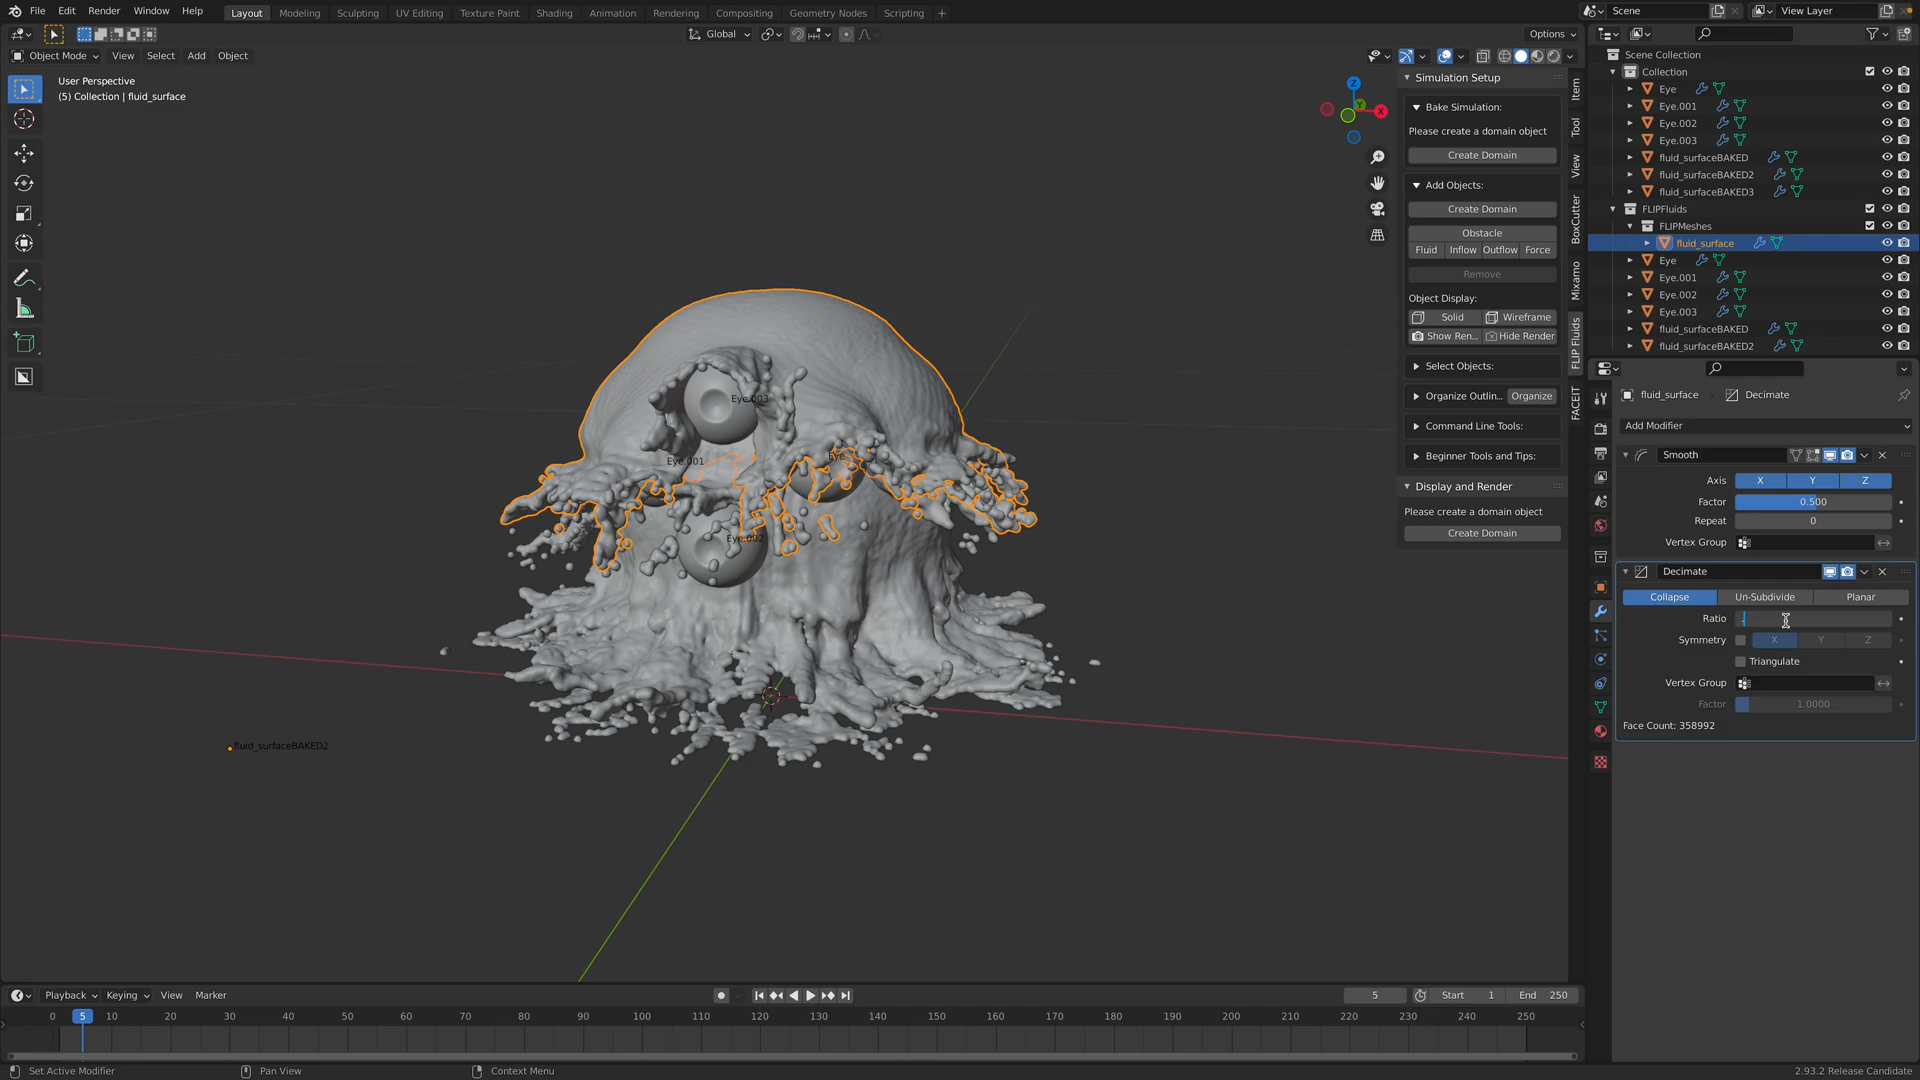 File Edit Render Window Help
Layout Modeling Sculpting UV Editing Texture Paint Shading Animation Rendering Compositing Geometry Nodes Scripting +
Scene
View Layer
Global
Options
Object Mode View Select Add Object
User Perspective
(5) Collection | fluid_surface
Z
Y
X
Eye.003
Eye.001
Eye.002
fluid_surfaceBAKED2
Simulation Setup
Bake Simulation:
Please create a domain object
Create Domain
Add Objects:
Create Domain
Obstacle
Fluid Inflow Outflow Force
Remove
Object Display:
Solid Wireframe
Show Ren... Hide Render
Select Objects:
Organize Outlin... Organize
Command Line Tools:
Beginner Tools and Tips:
Display and Render
Please create a domain object
Create Domain
Item
Tool
View
BoxCutter
Mixamo
FLIP Fluids
FACEIT
Scene Collection
Collection
Eye
Eye.001
Eye.002
Eye.003
fluid_surfaceBAKED
fluid_surfaceBAKED2
fluid_surfaceBAKED3
FLIPFluids
FLIPMeshes
fluid_surface
Eye
Eye.001
Eye.002
Eye.003
fluid_surfaceBAKED
fluid_surfaceBAKED2
fluid_surface Decimate
Add Modifier
Smooth
Axis X Y Z
Factor 0.500
Repeat 0
Vertex Group
Decimate
Collapse Un-Subdivide Planar
Ratio .
Symmetry X Y Z
Triangulate
Vertex Group
Factor 1.0000
Face Count: 358992
Playback Keying View Marker
5 Start 1 End 250
0 5 10 20 30 40 50 60 70 80 90 100 110 120 130 140 150 160 170 180 190 200 210 220 230 240 250
Set Active Modifier Pan View Context Menu
2.93.2 Release Candidate